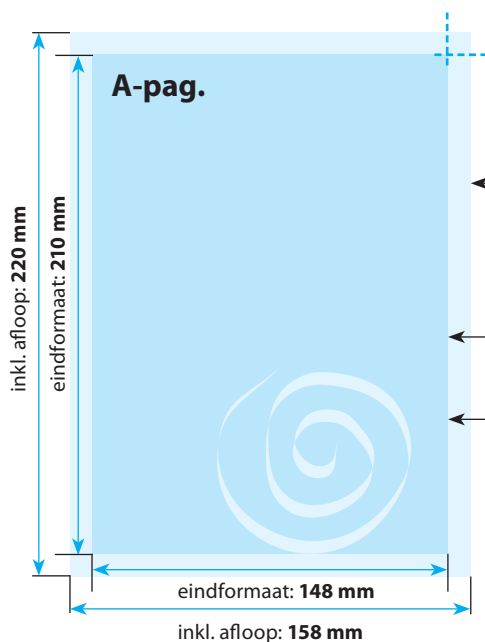 A-pag.
inkl. afloop: 220 mm
eindformaat: 210 mm
eindformaat: 148 mm
inkl. afloop: 158 mm